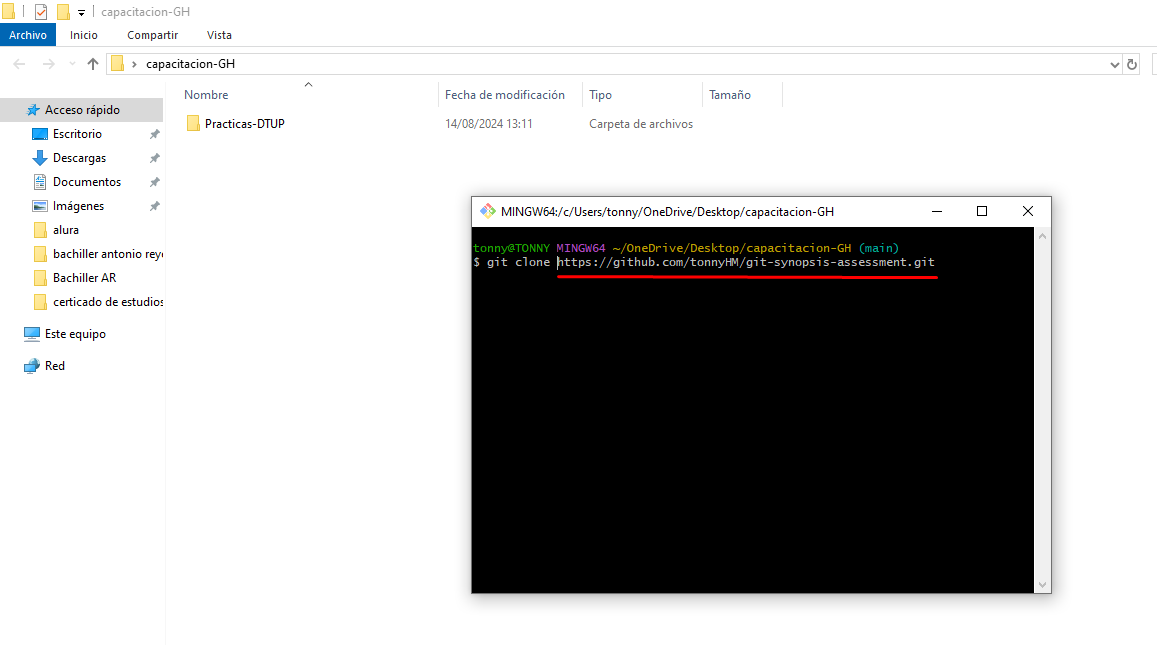 capacitacion-GH
Archivo Inicio Compartir Vista
capacitacion-GH
Nombre Fecha de modificación Tipo Tamaño
Practicas-DTUP 14/08/2024 13:11 Carpeta de archivos
Acceso rápido
Escritorio
Descargas
Documentos
Imágenes
alura
bachiller antonio reye
Bachiller AR
certicado de estudios
Este equipo
Red
MINGW64:/c/Users/tonny/OneDrive/Desktop/capacitacion-GH
tonny@TONNY MINGW64 ~/OneDrive/Desktop/capacitacion-GH (main)
$ git clone https://github.com/tonnyHM/git-synopsis-assessment.git